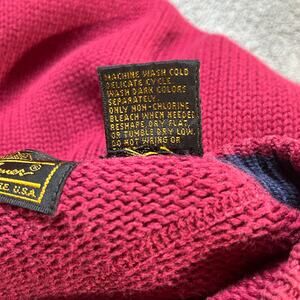 MACHINE WASH COLD
DELICATE CYCLE
WASH DARK COLORS
SEPARATELY.
ONLY NON-CHLORINE
BLEACH WHEN NEEDED
RESHAPE DRY FLAT,
OR TUMBLE DRY LOW.
DO NOT WRING OR
U.S.A.